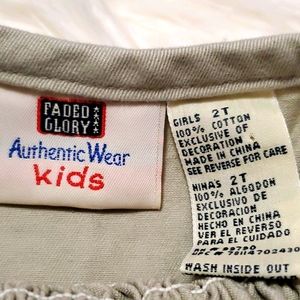 FADED
GLORY
Authentic Wear
kids
GIRLS 2T
100% COTTON
EXCLUSIVE OF
DECORATION
MADE IN CHINA
SEE REVERSE FOR CARE
NINAS 2T
100% ALGODON
EXCLUSIVO DE
DECORACION
HECHO EN CHINA
VER EL REVERSO
PARA EL CUIDADO
WASH INSIDE OUT